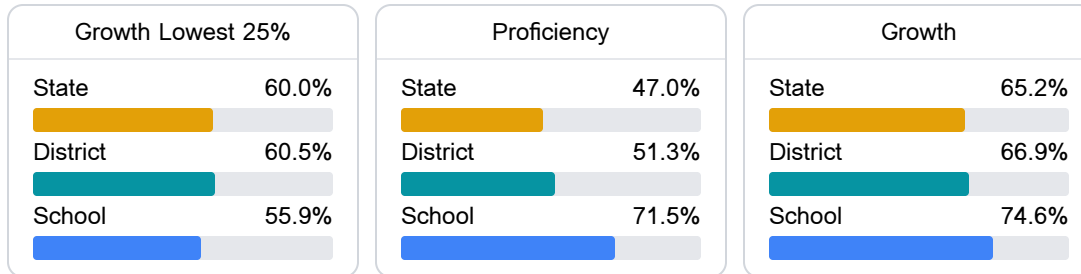 Growth Lowest 25%
State 60.0%
District 60.5%
School 55.9%
Proficiency
State 47.0%
District 51.3%
School 71.5%
Growth
State 65.2%
District 66.9%
School 74.6%